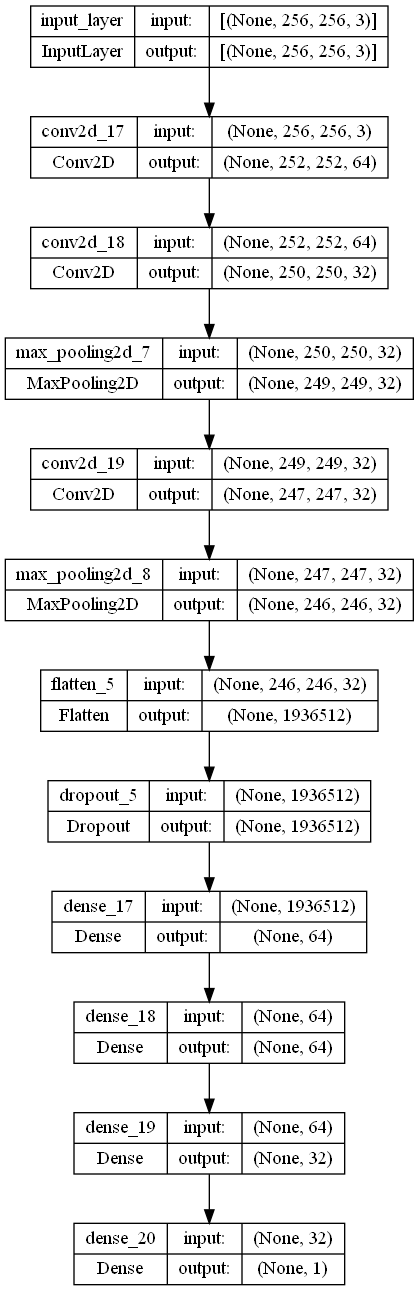 input_layer input: [(None, 256, 256, 3)]
InputLayer output: [(None, 256, 256, 3)]
conv2d_17 input: (None, 256, 256, 3)
Conv2D output: (None, 252, 252, 64)
conv2d_18 input: (None, 252, 252, 64)
Conv2D output: (None, 250, 250, 32)
max_pooling2d_7 input: (None, 250, 250, 32)
MaxPooling2D output: (None, 249, 249, 32)
conv2d_19 input: (None, 249, 249, 32)
Conv2D output: (None, 247, 247, 32)
max_pooling2d_8 input: (None, 247, 247, 32)
MaxPooling2D output: (None, 246, 246, 32)
flatten_5 input: (None, 246, 246, 32)
Flatten output: (None, 1936512)
dropout_5 input: (None, 1936512)
Dropout output: (None, 1936512)
dense_17 input: (None, 1936512)
Dense output: (None, 64)
dense_18 input: (None, 64)
Dense output: (None, 64)
dense_19 input: (None, 64)
Dense output: (None, 32)
dense_20 input: (None, 32)
Dense output: (None, 1)